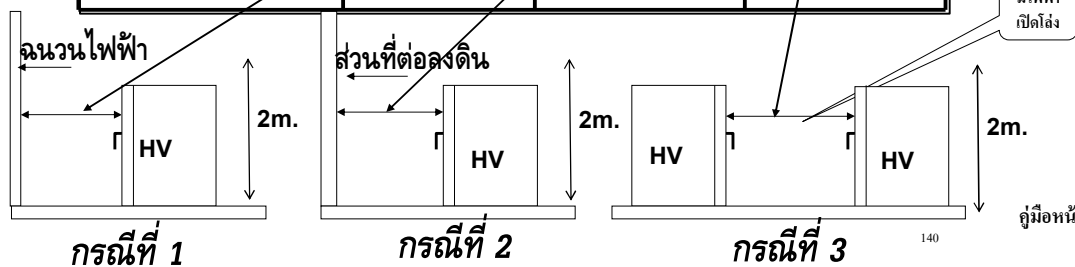 เปิดโล่ง
ฉนวนไฟฟ้า
ส่วนที่ต่อลงดิน
2m.
2m.
2m.
HV
HV
HV
HV
คู่มือหน้
กรณีที่ 1
กรณีที่ 2
กรณีที่ 3
140